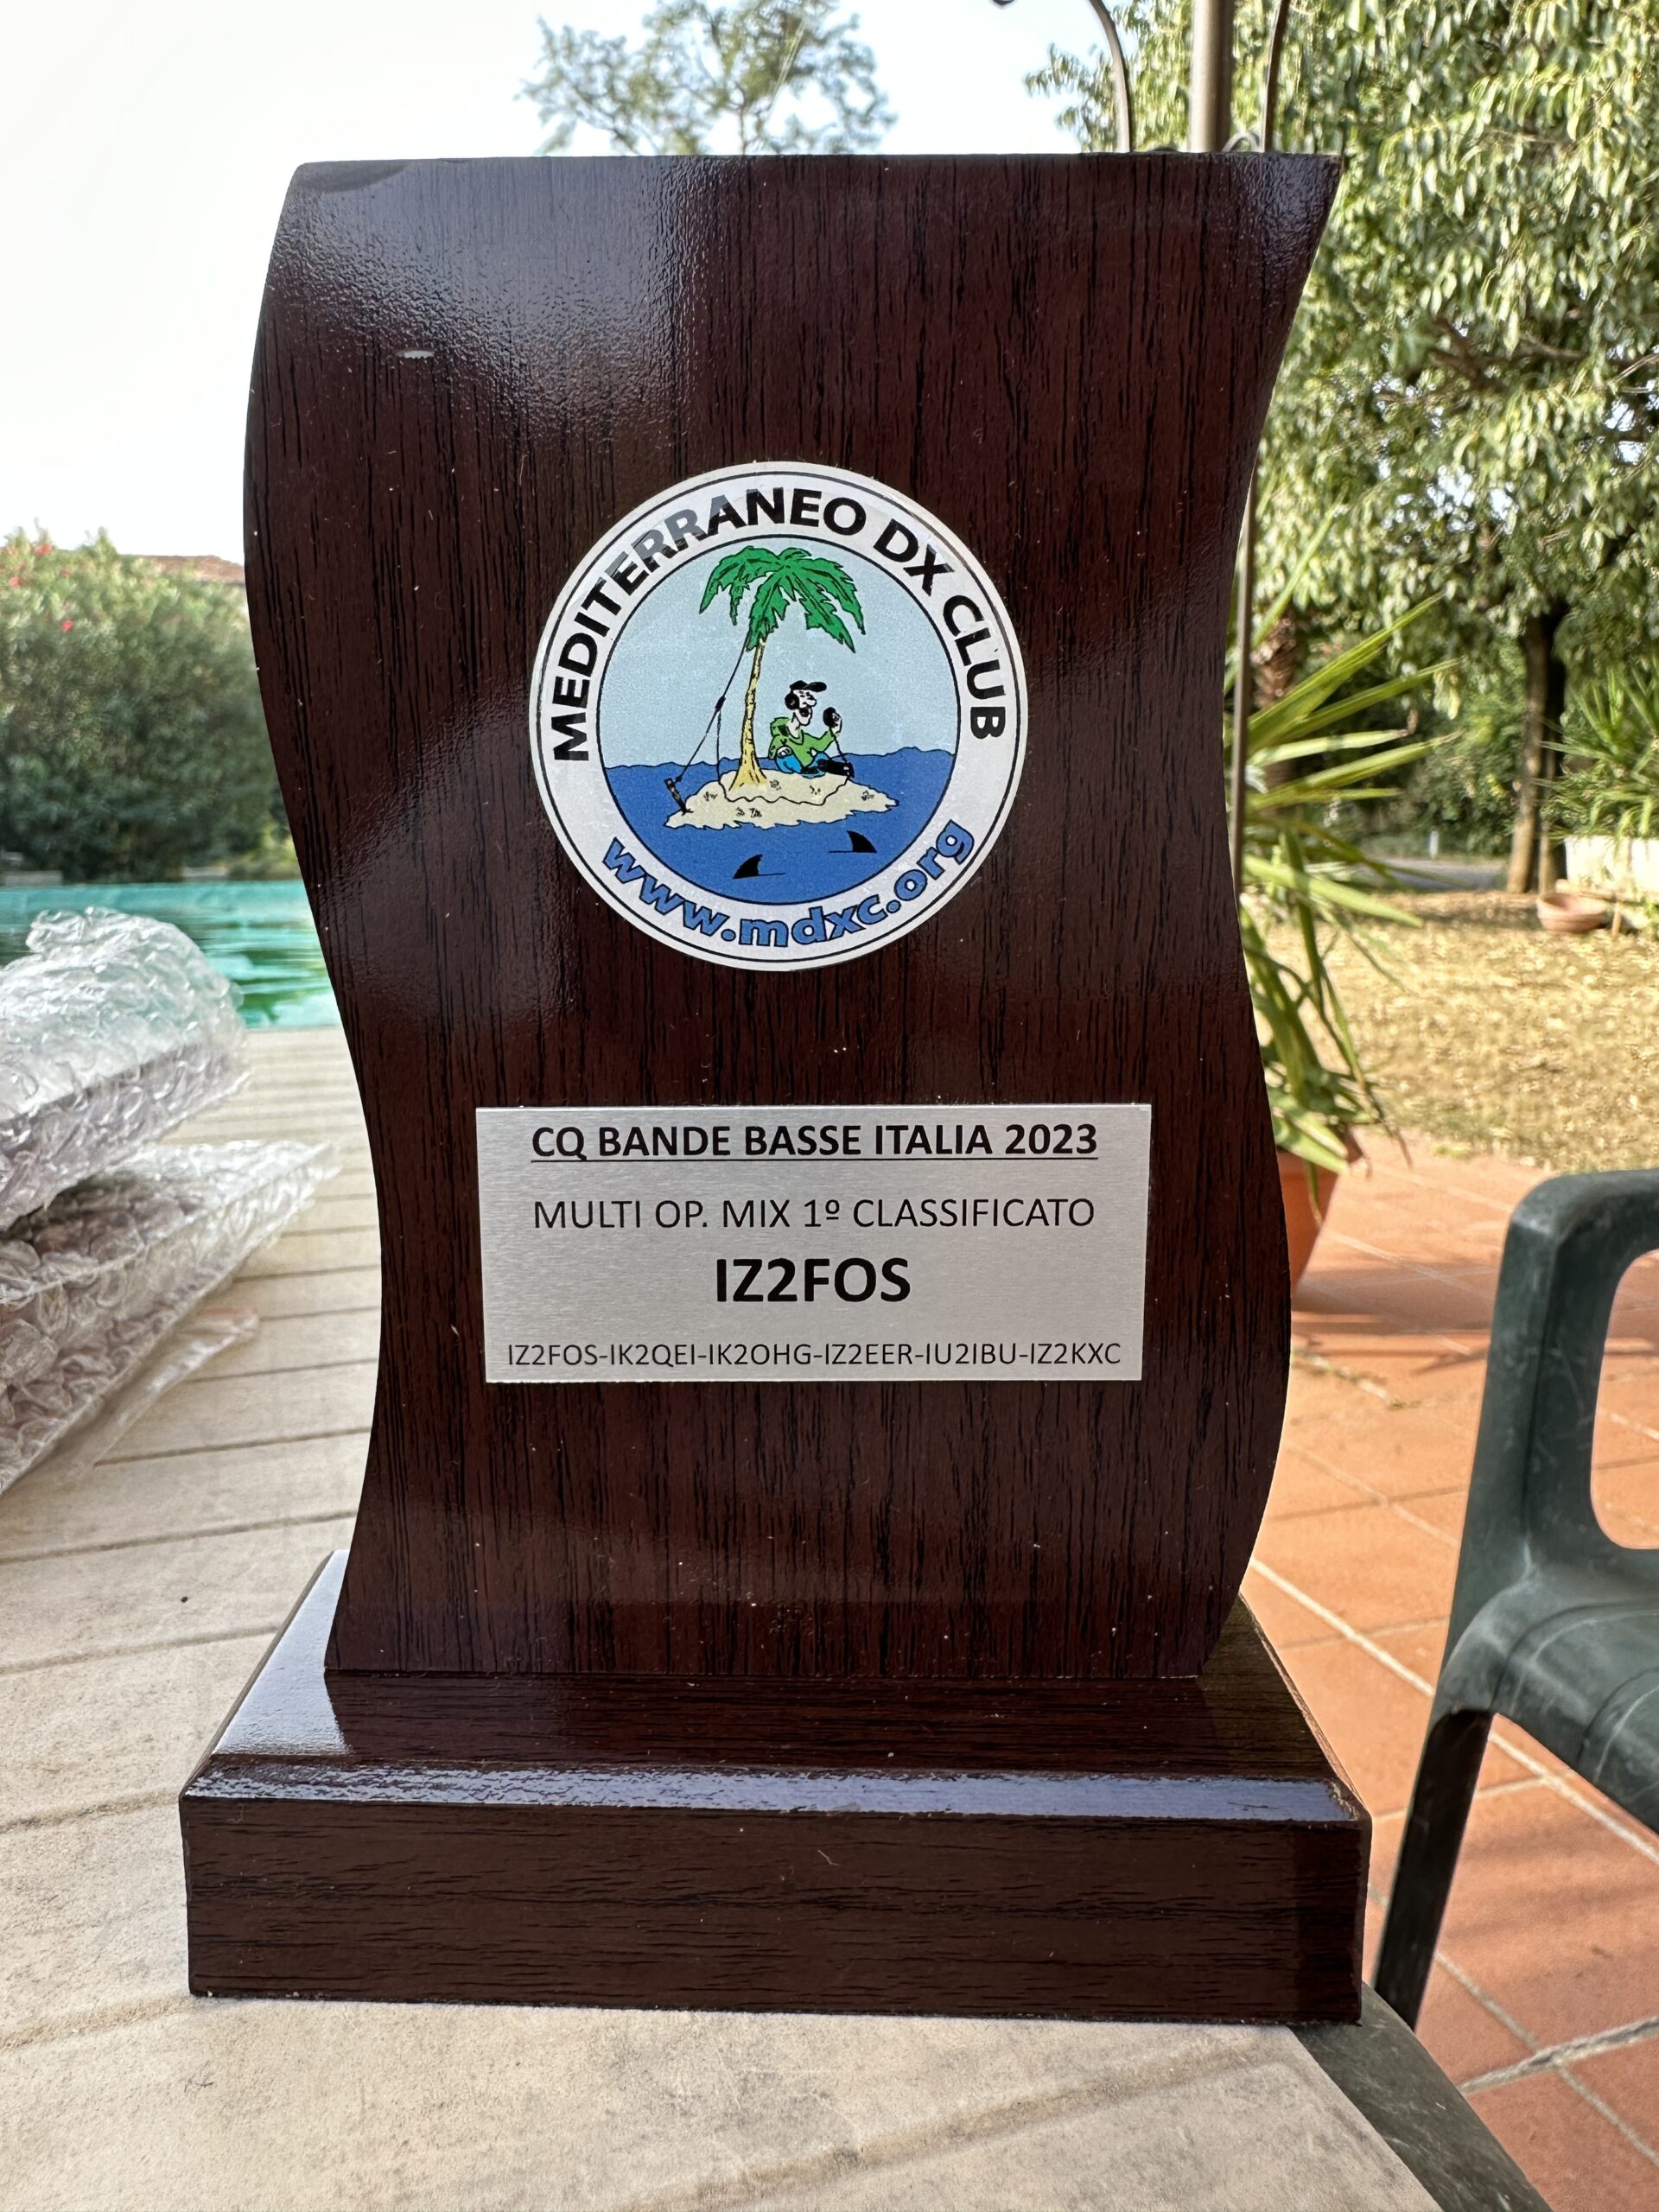 MEDITERRANEO DX CLUB
www.mdxc.org
CQ BANDE BASSE ITALIA 2023
MULTI OP. MIX 1º CLASSIFICATO
IZ2FOS
IZ2FOS-IK2QEI-IK2OHG-IZ2EER-IU2IBU-IZ2KXC